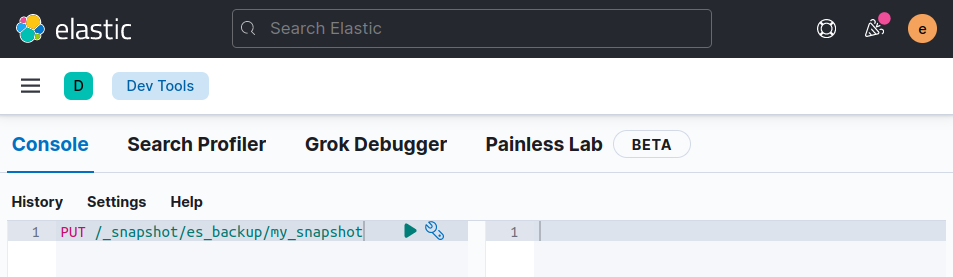 elastic
Search Elastic
e
D
Dev Tools
Console
Search Profiler
Grok Debugger
Painless Lab
BETA
History
Settings
Help
1
PUT /_snapshot/es_backup/my_snapshot
1